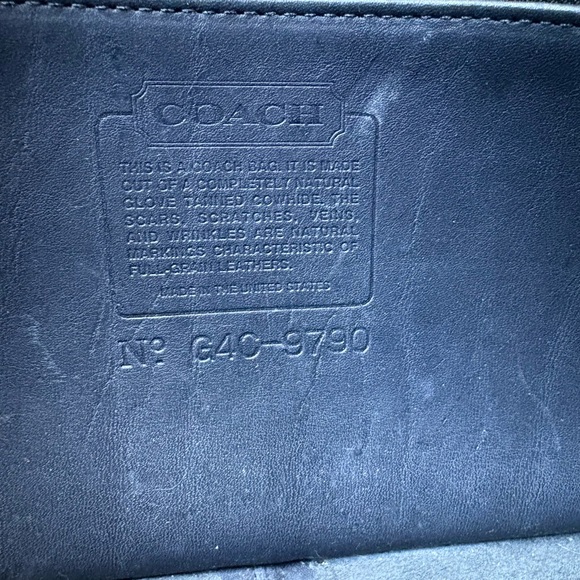 COACH
THIS IS A COACH BAG. IT IS MADE
OUT OF A COMPLETELY NATURAL
GLOVE TANNED COWHIDE. THE
SCARS, SCRATCHES, VEINS,
AND WRINKLES ARE NATURAL
MARKINGS CHARACTERISTIC OF
FULL-GRAIN LEATHERS.
MADE IN THE UNITED STATES
No: G4C-9790